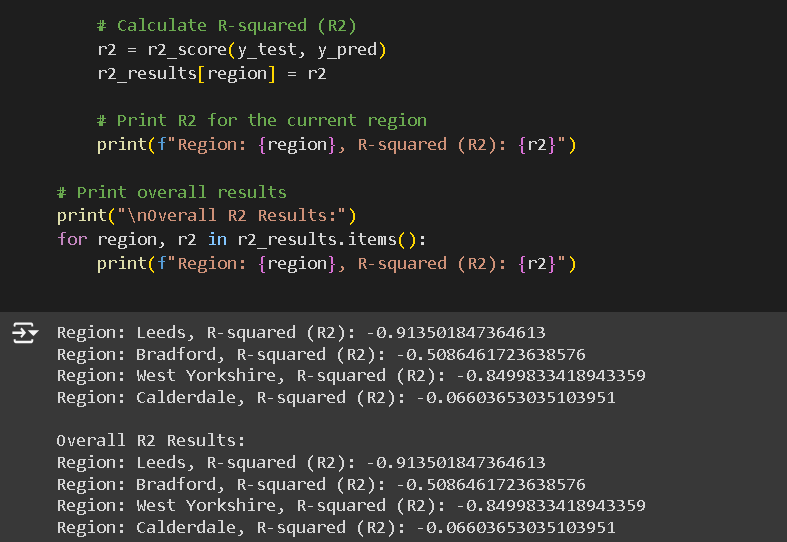 # Calculate R-squared (R2)
r2 = r2_score(y_test, y_pred)
r2_results[region] = r2
# Print R2 for the current region
print(f"Region: {region}, R-squared (R2): {r2}")
# Print overall results
print("\nOverall R2 Results:")
for region, r2 in r2_results.items():
print(f"Region: {region}, R-squared (R2): {r2}")
Region: Leeds, R-squared (R2): -0.913501847364613
Region: Bradford, R-squared (R2): -0.5086461723638576
Region: West Yorkshire, R-squared (R2): -0.8499833418943359
Region: Calderdale, R-squared (R2): -0.06603653035103951
Overall R2 Results:
Region: Leeds, R-squared (R2): -0.913501847364613
Region: Bradford, R-squared (R2): -0.5086461723638576
Region: West Yorkshire, R-squared (R2): -0.8499833418943359
Region: Calderdale, R-squared (R2): -0.06603653035103951